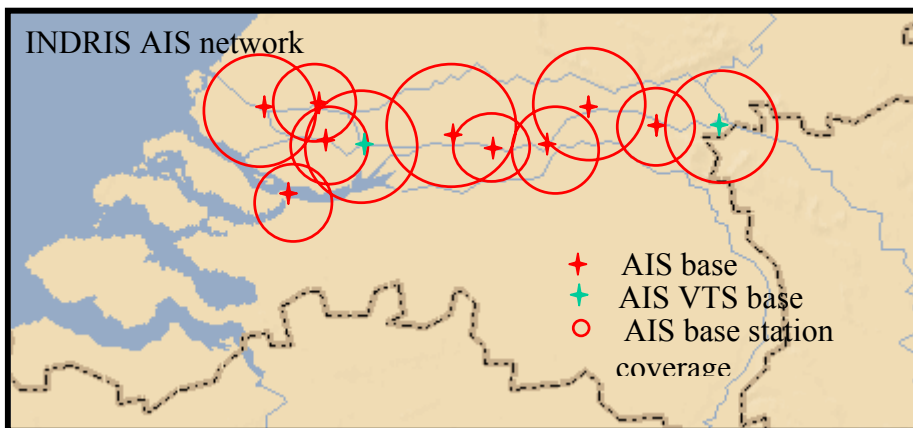 INDRIS AIS network
AIS base
AIS VTS base
AIS base station
coverage